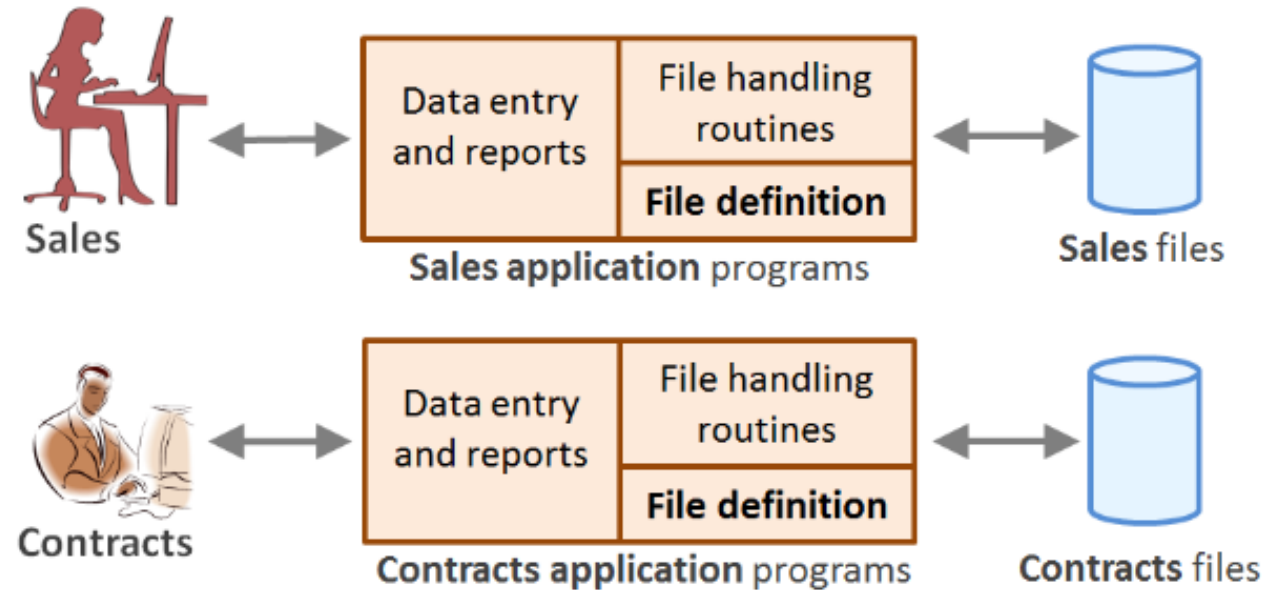 Data entry
and reports
File handling
routines
File definition
Sales
Sales application programs
Sales files
Data entry
and reports
File handling
routines
File definition
Contracts
Contracts application programs
Contracts files